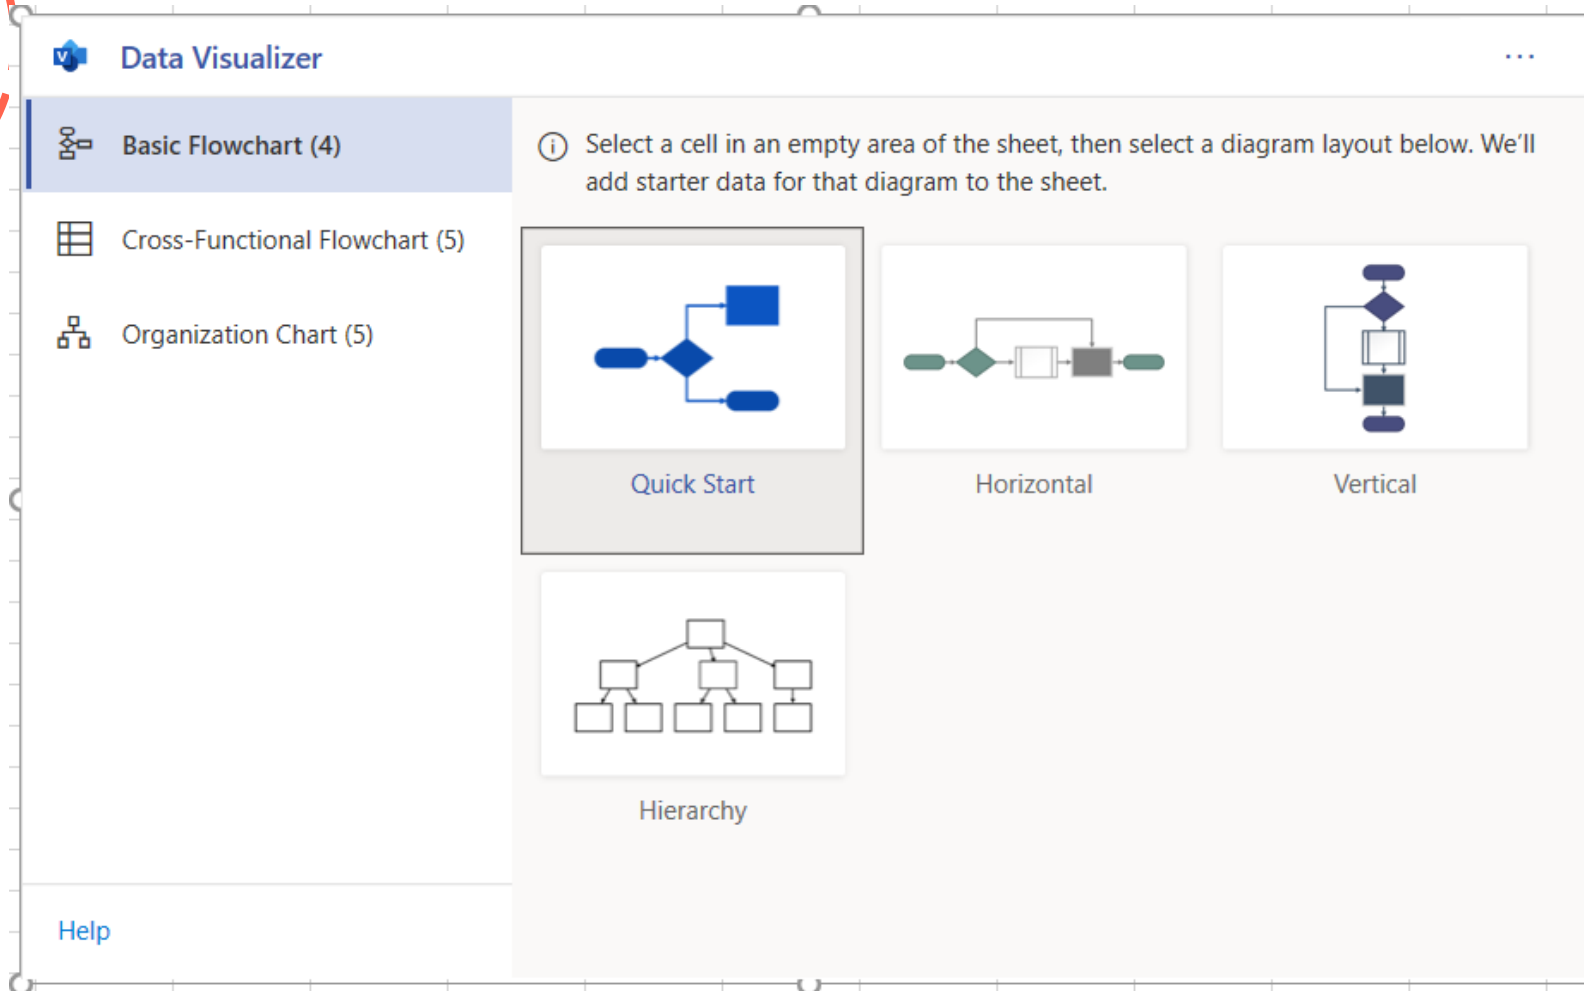 Data Visualizer
Basic Flowchart (4)
Cross-Functional Flowchart (5)
Organization Chart (5)
Help
Select a cell in an empty area of the sheet, then select a diagram layout below. We'll
add starter data for that diagram to the sheet.
Quick Start
Horizontal
Vertical
Hierarchy